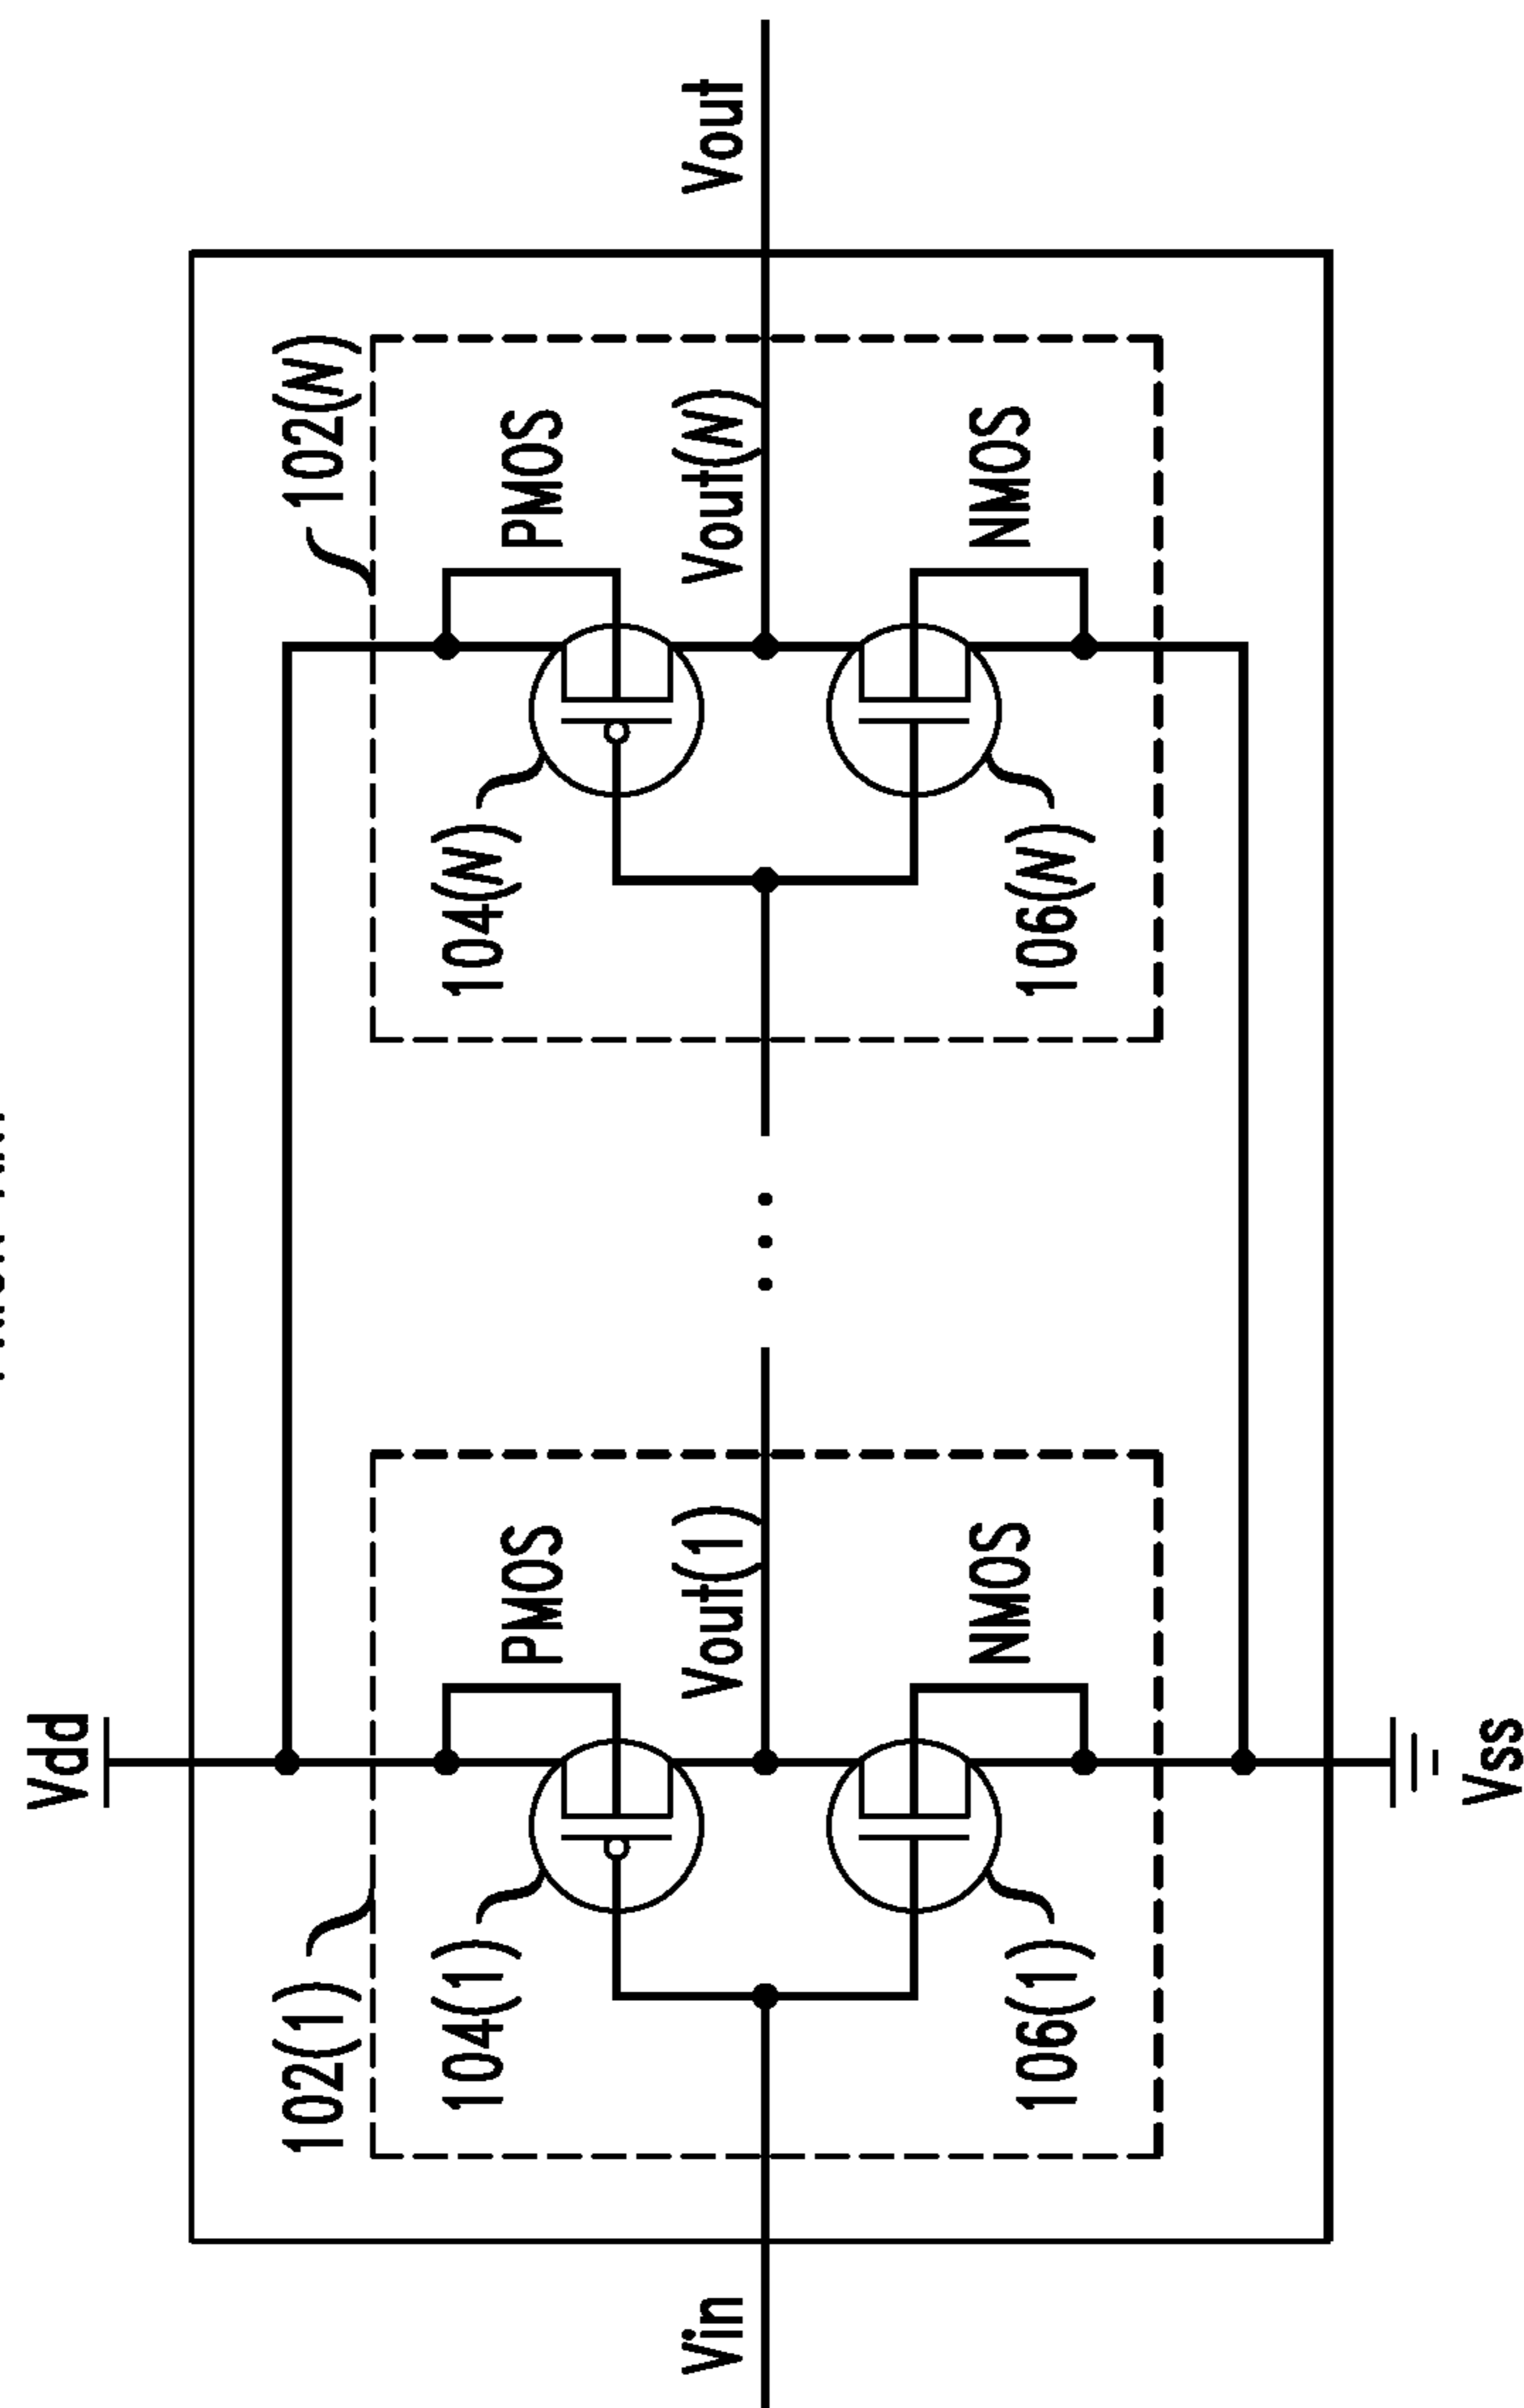 Vdd
102(1)
102(N)
104(1)
PMOS
104(N)
PMOS
Vin
Vout(1)
Vout(N)
Vout
106(1)
NMOS
106(N)
NMOS
Vss